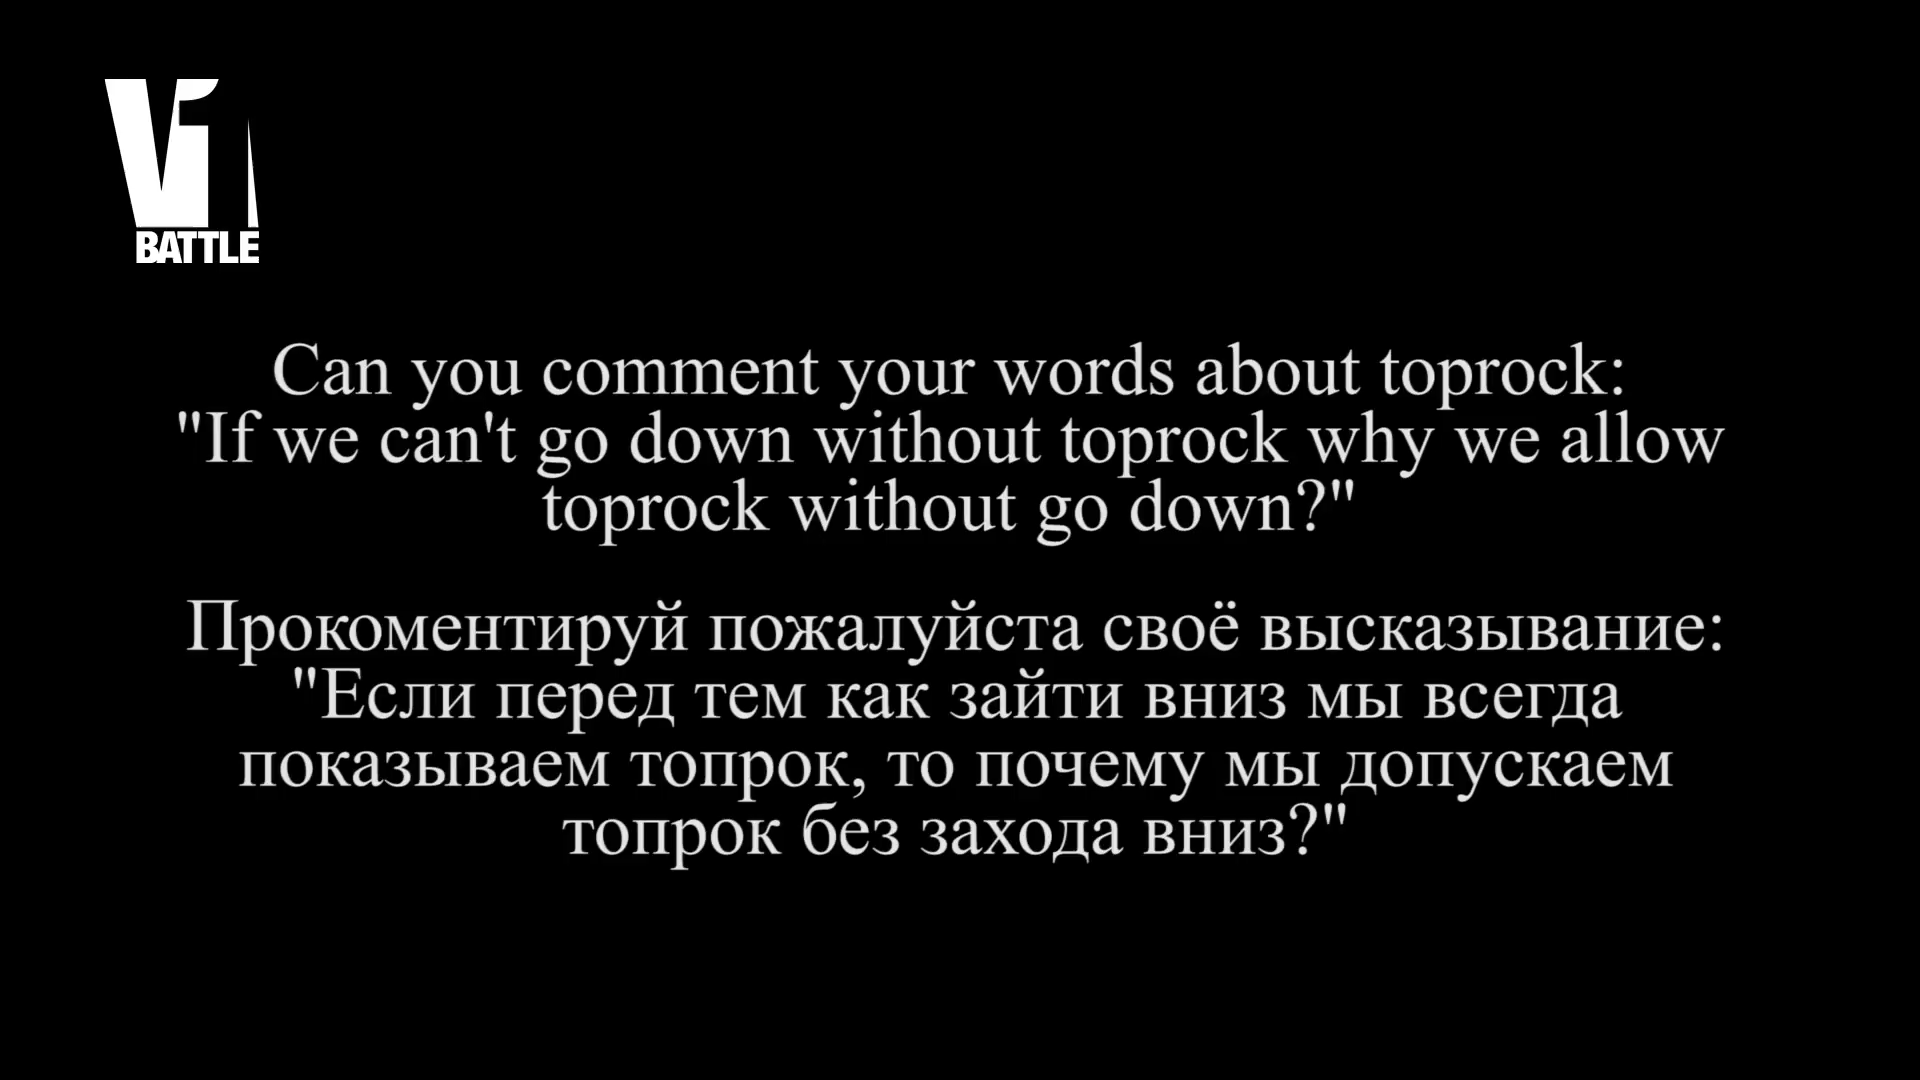 V1
BATTLE
Can you comment your words about toprock:
"If we can't go down without toprock why we allow
toprock without go down?"
Прокоментируй пожалуйста своё высказывание:
"Если перед тем как зайти вниз мы всегда
показываем топрок, то почему мы допускаем
топрок без захода вниз?"